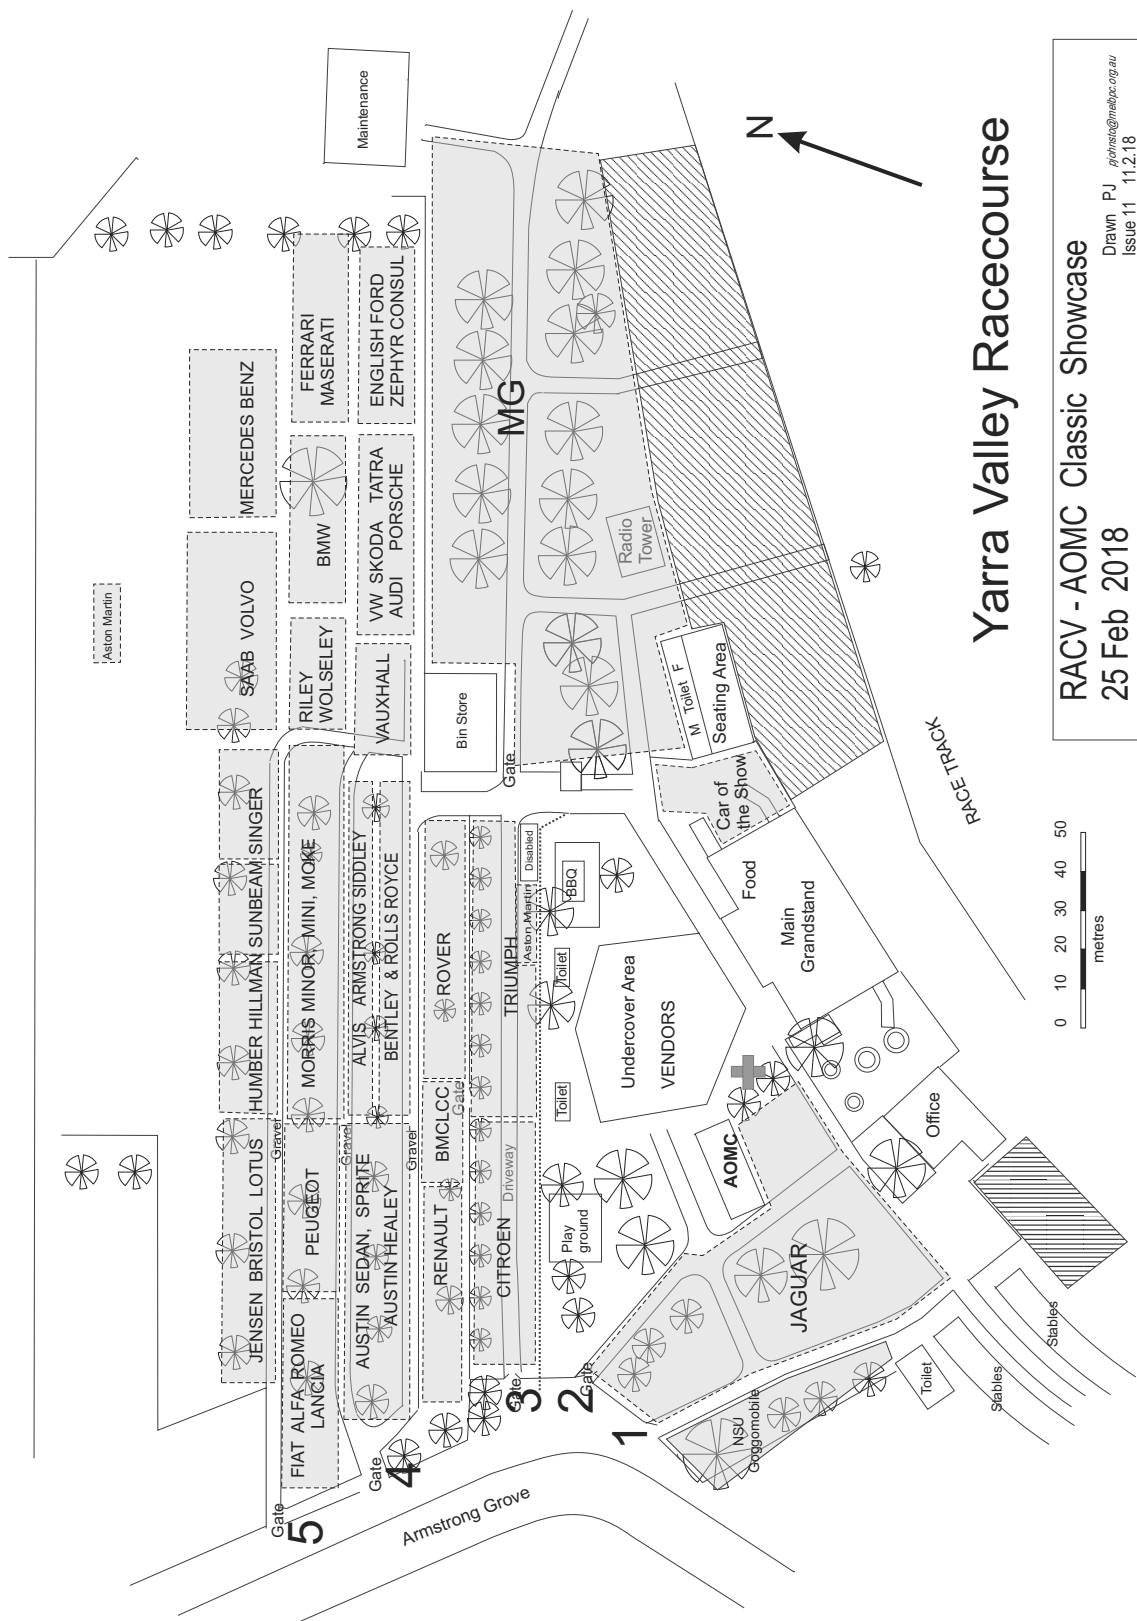 Maintenance
FERRARI
MASERATI
ENGLISH FORD
ZEPHYR CONSUL
MERCEDES BENZ
BMW
VW  SKODA  TATRA
AUDI  PORSCHE
MG
Radio
Tower
Aston Martin
SAAB  VOLVO
RILEY
WOLSELEY
VAUXHALL
Bin Store
Gate
M  Toilet  F
Seating Area
Car of
the Show
HUMBER HILLMAN SUNBEAM SINGER
MORRIS MINOR, MINI, MOKE
ALVIS  ARMSTRONG SIDDLEY
BENTLEY & ROLLS ROYCE
ROVER
TRIUMPH
Disabled
Aston Martin
BBQ
Toilet
Toilet
Food
Main
Grandstand
Undercover Area
VENDORS
BMCLCC
Gate
Gravel
Gravel
Gravel
JENSEN  BRISTOL  LOTUS
PEUGEOT
AUSTIN SEDAN,  SPRITE
AUSTIN HEALEY
RENAULT
CITROEN
Driveway
Play
ground
AOMC
Office
JAGUAR
FIAT  ALFA  ROMEO
LANCIA
Gate
5
Gate
4
Gate
3
Gate
2
1
NSU
Goggomobile
Toilet
Stables
Stables
Armstrong Grove
RACE TRACK
0 10 20 30 40 50
metres
N
Yarra Valley Racecourse
RACV - AOMC  Classic  Showcase
25 Feb  2018
Drawn  PJ  pjohnsto@melbpc.org.au
Issue 11   11.2.18